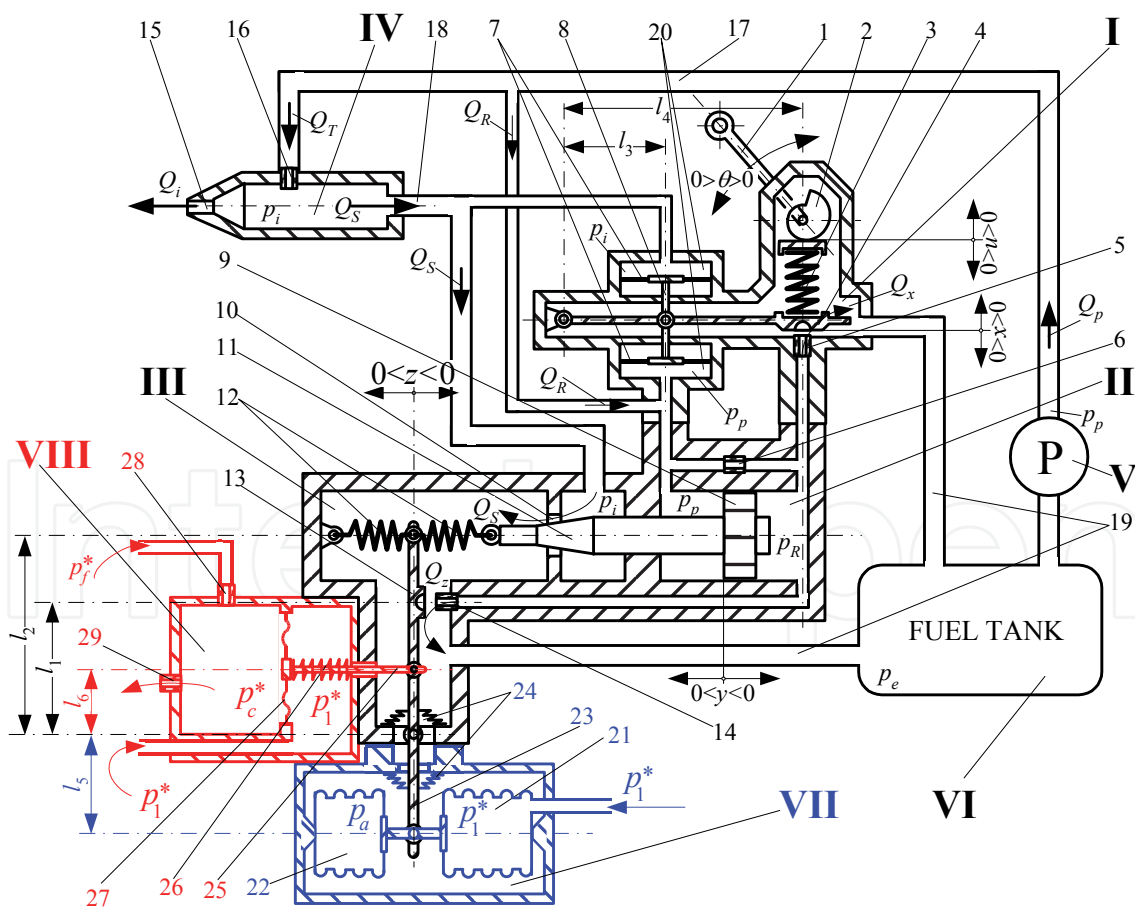 15 16 IV 18 7 8 20 17 1 2 3 4 I
Q_T
Q_R
l_4
l_3
0>θ>0
Q_i
p_i
Q_S
0>u>0
5
9
Q_S
p_i
Q_x
0>x>0
Q_p
10
6
11
0<z<0
Q_R
p_p
II
p_p
III
12
P
V
VIII
28
13
Q_S
p_i
p_p
p_R
19
p_f*
Q_z
FUEL TANK
l_2
l_1
29
l_6
p_c*
p_1*
0<y<0
p_e
24
23
14
21
l_5
p_1*
p_a
p_1*
p_1*
VII
VI
27 26 25 22
Inte
pen